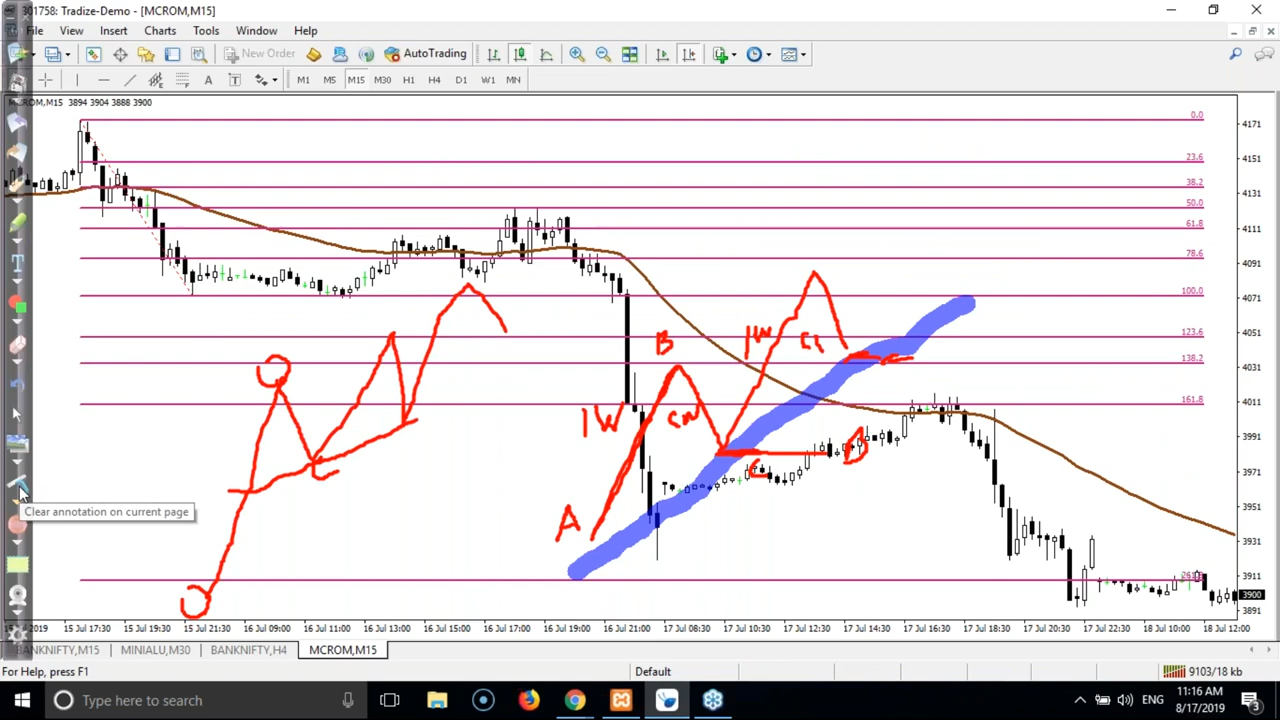 301758: Tradize-Demo - [MCROM,M15]
File View Insert Charts Tools Window Help
New Order AutoTrading
M1 M5 M15 M30 H1 H4 D1 W1 MN
MCROM,M15 3894 3904 3888 3900
0.0
4171
23.6
4151
38.2
4131
50.0
61.8
4111
78.6
4091
100.0
4071
123.6
4051
138.2
4031
161.8
4011
3991
3971
3951
3931
3911
3900
3891
B
1W
A
C
D
Clear annotation on current page
15 Jul 17:30 15 Jul 19:30 15 Jul 21:30 16 Jul 09:00 16 Jul 11:00 16 Jul 13:00 16 Jul 15:00 16 Jul 17:00 16 Jul 19:00 16 Jul 21:00 17 Jul 08:30 17 Jul 10:30 17 Jul 12:30 17 Jul 14:30 17 Jul 16:30 17 Jul 18:30 17 Jul 20:30 17 Jul 22:30 18 Jul 10:00 18 Jul 12:00
BANKNIFTY,M15 MINIALU,M30 BANKNIFTY,H4 MCROM,M15
For Help, press F1 Default 9103/18 kb
Type here to search
ENG
11:16 AM
8/17/2019
3